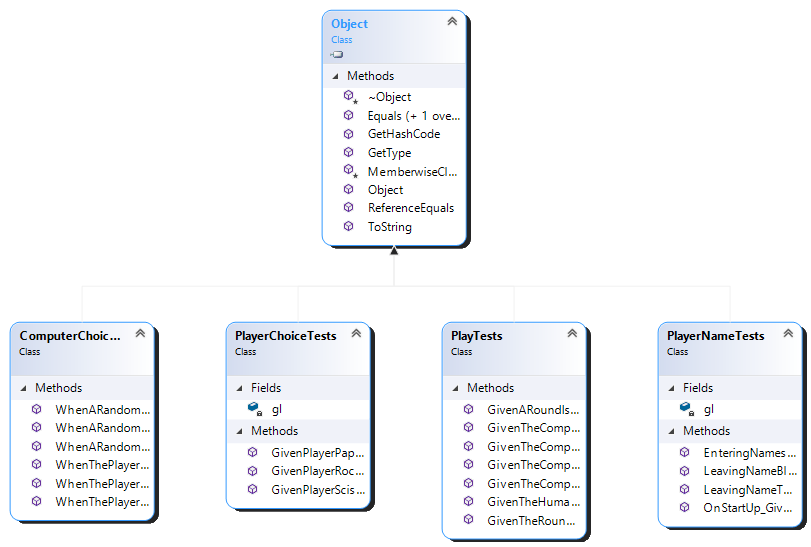 Object
Class
Methods
~Object
Equals (+ 1 ove...
GetHashCode
GetType
MemberwiseCl...
Object
ReferenceEquals
ToString
ComputerChoic...
Class
Methods
WhenARandom...
WhenARandom...
WhenARandom...
WhenThePlayer...
WhenThePlayer...
WhenThePlayer...
PlayerChoiceTests
Class
Fields
gl
Methods
GivenPlayerPap...
GivenPlayerRoc...
GivenPlayerScis...
PlayTests
Class
Methods
GivenARoundIs...
GivenTheComp...
GivenTheComp...
GivenTheComp...
GivenTheComp...
GivenTheHuma...
GivenTheRoun...
PlayerNameTests
Class
Fields
gl
Methods
EnteringNames...
LeavingNameBl...
LeavingNameT...
OnStartUp_Giv...